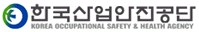 한국산업안전공단
KOREA OCCUPATIONAL SAFETY & HEALTH AGENCY